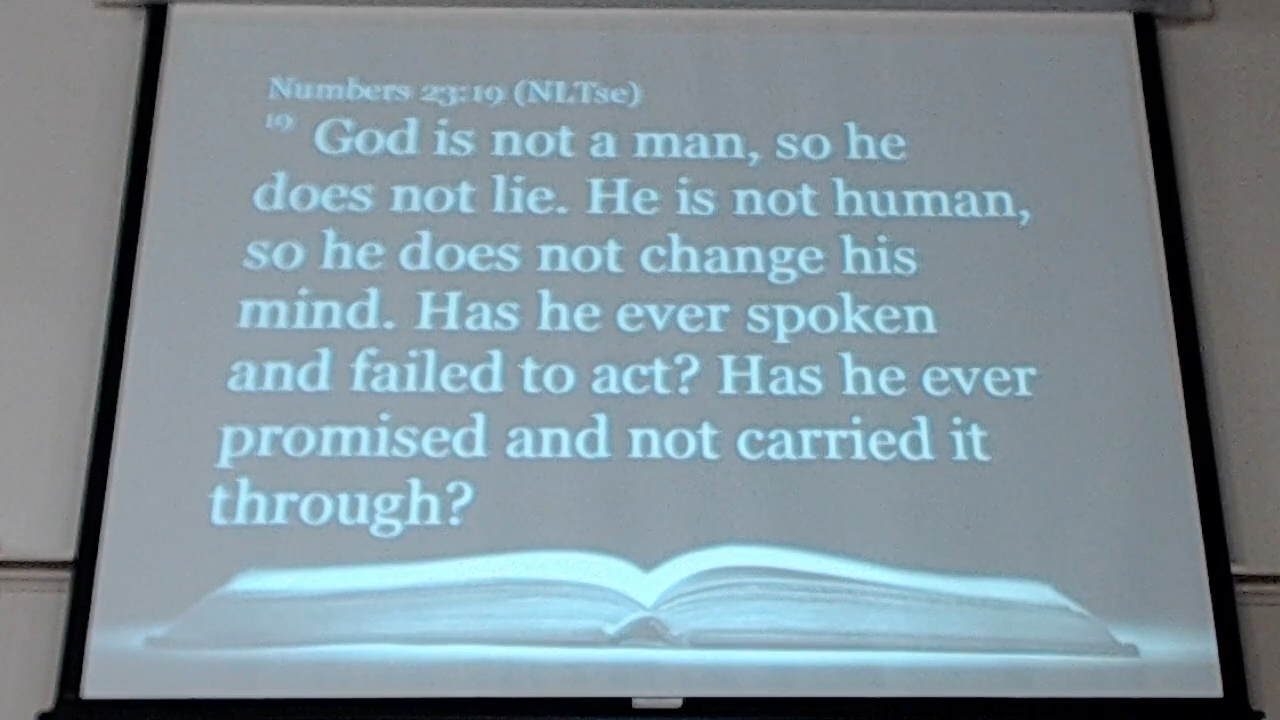 Numbers 23:19 (NLTse)
19 God is not a man, so he
does not lie. He is not human,
so he does not change his
mind. Has he ever spoken
and failed to act? Has he ever
promised and not carried it
through?